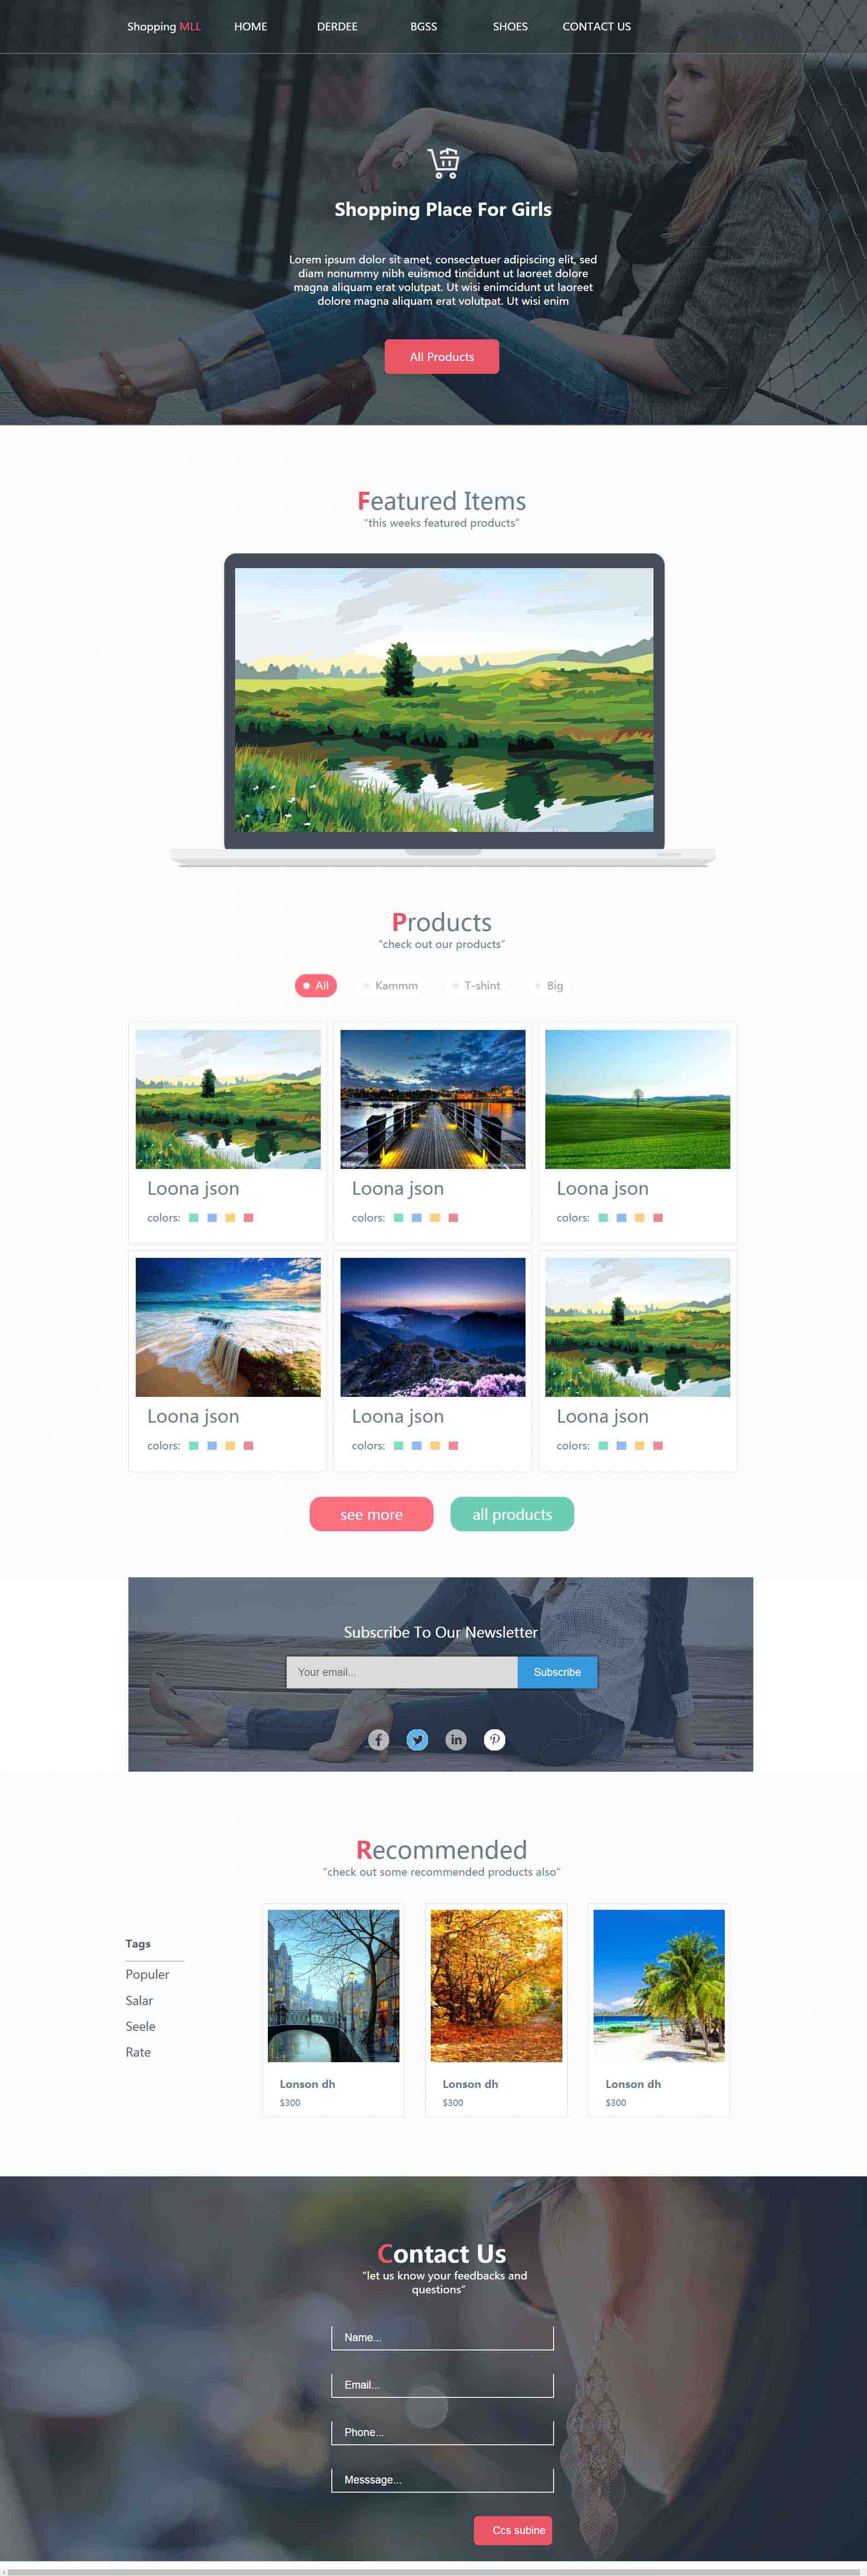 Shopping MLL HOME DERDEE BGSS SHOES CONTACT US
Shopping Place For Girls
Lorem ipsum dolor sit amet, consectetuer adipiscing elit, sed
diam nonummy nibh euismod tincidunt ut laoreet dolore
magna aliquam erat volutpat. Ut wisi enimcidunt ut laoreet
dolore magna aliquam erat volutpat. Ut wisi enim
All Products
Featured Items
“this weeks featured products”
Products
“check out our products”
All Kammm T-shint Big
Loona json Loona json Loona json
colors: colors: colors:
Loona json Loona json Loona json
colors: colors: colors:
see more all products
Subscribe To Our Newsletter
Your email... Subscribe
Recommended
“check out some recommended products also”
Tags
Populer
Salar
Seele
Rate
Lonson dh Lonson dh Lonson dh
$300 $300 $300
Contact Us
“let us know your feedbacks and
questions”
Name...
Email...
Phone...
Messsage...
Ccs subine